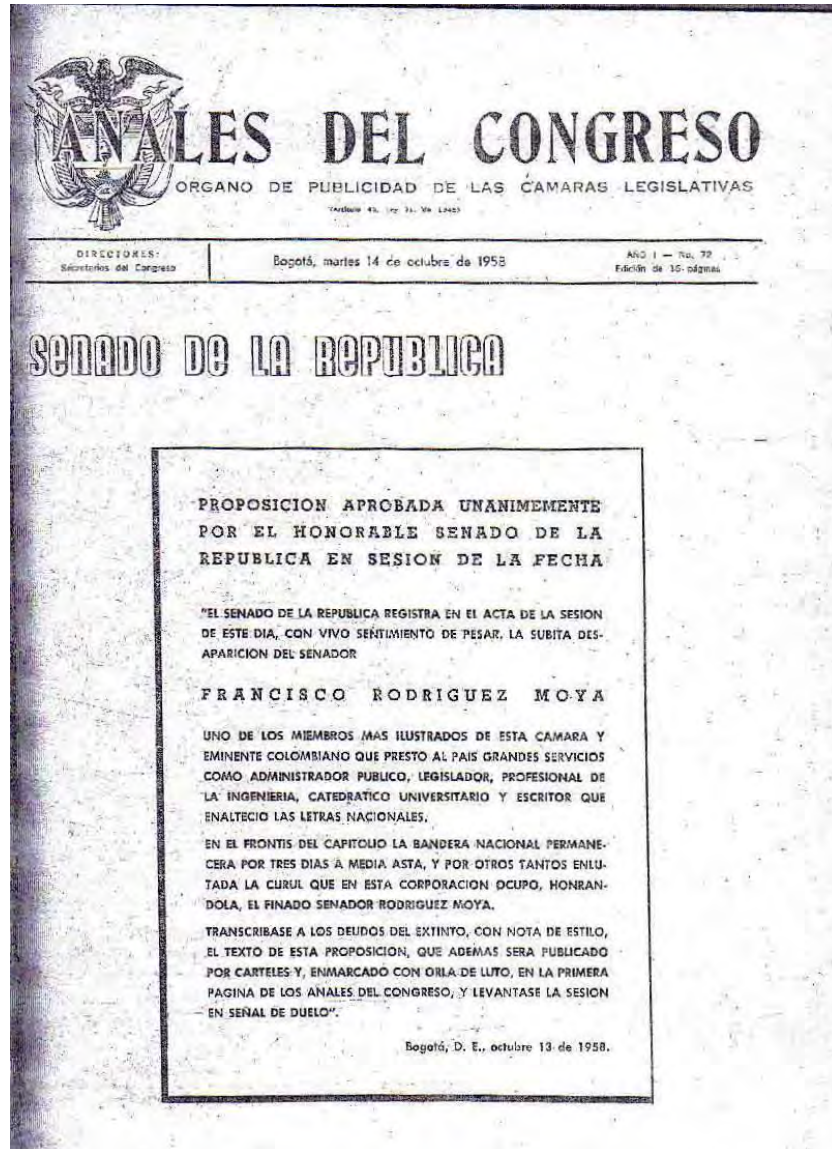 ANALES DEL CONGRESO
ORGANO DE PUBLICIDAD DE LAS CAMARAS LEGISLATIVAS
DIRECTORES:
Secretarios del Congreso
Bogotá, martes 14 de octubre de 1958
AÑO I — No. 72
Edición de 16 páginas
SENADO DE LA REPUBLICA
PROPOSICION APROBADA UNANIMEMENTE
POR EL HONORABLE SENADO DE LA
REPUBLICA EN SESION DE LA FECHA
"EL SENADO DE LA REPUBLICA REGISTRA EN EL ACTA DE LA SESION
DE ESTE DIA, CON VIVO SENTIMIENTO DE PESAR, LA SUBITA DES-
APARICION DEL SENADOR
FRANCISCO RODRIGUEZ MOYA
UNO DE LOS MIEMBROS MAS ILUSTRADOS DE ESTA CAMARA Y
EMINENTE COLOMBIANO QUE PRESTO AL PAIS GRANDES SERVICIOS
COMO ADMINISTRADOR PUBLICO, LEGISLADOR, PROFESIONAL DE
LA INGENIERIA, CATEDRATICO UNIVERSITARIO Y ESCRITOR QUE
ENALTECIO LAS LETRAS NACIONALES.
EN EL FRONTIS DEL CAPITOLIO LA BANDERA NACIONAL PERMANE-
CERA POR TRES DIAS A MEDIA ASTA, Y POR OTROS TANTOS ENLU-
TADA LA CURUL QUE EN ESTA CORPORACION OCUPO, HONRAN-
DOLA, EL FINADO SENADOR RODRIGUEZ MOYA.
TRANSCRIBASE A LOS DEUDOS DEL EXTINTO, CON NOTA DE ESTILO,
EL TEXTO DE ESTA PROPOSICION, QUE ADEMAS SERA PUBLICADO
POR CARTELES Y, ENMARCADO CON ORLA DE LUTO, EN LA PRIMERA
PAGINA DE LOS ANALES DEL CONGRESO, Y LEVANTASE LA SESION
EN SEÑAL DE DUELO".
Bogotá, D. E., octubre 13 de 1958.